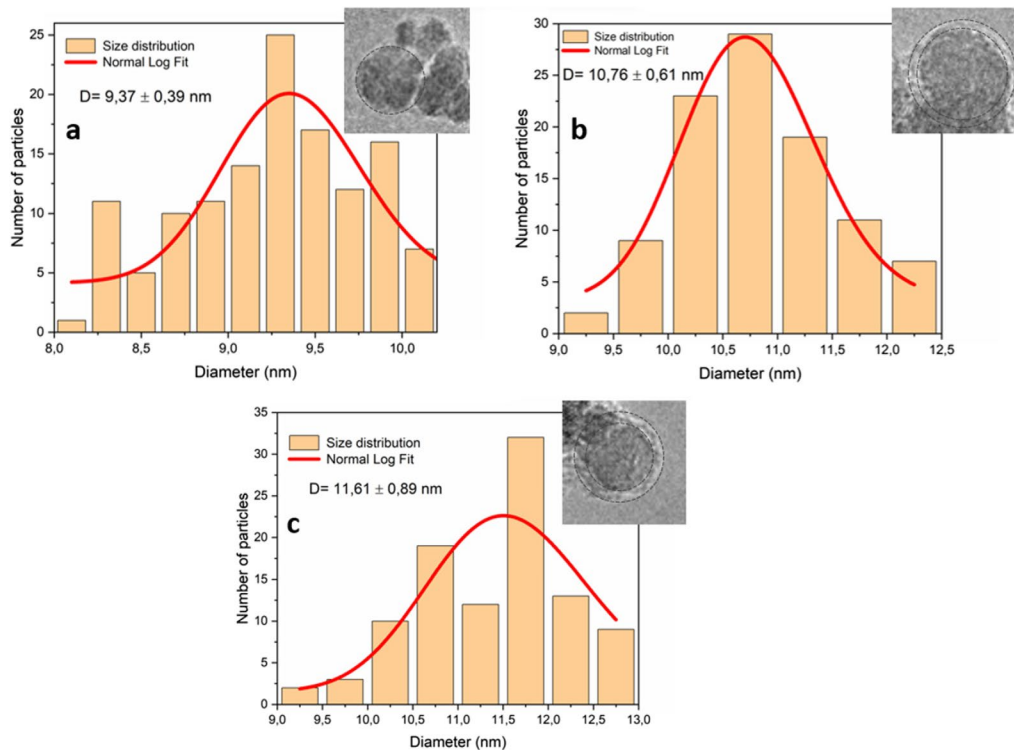 25
20
15
10
5
0
Number of particles
Size distribution
Normal Log Fit
D= 9,37 ± 0,39 nm
a
8,0 8,5 9,0 9,5 10,0
Diameter (nm)
30
25
20
15
10
5
0
Number of particles
Size distribution
Normal Log Fit
D= 10,76 ± 0,61 nm
b
9,0 9,5 10,0 10,5 11,0 11,5 12,0 12,5
Diameter (nm)
35
30
25
20
15
10
5
0
Number of particles
Size distribution
Normal Log Fit
D= 11,61 ± 0,89 nm
c
9,0 9,5 10,0 10,5 11,0 11,5 12,0 12,5 13,0
Diameter (nm)